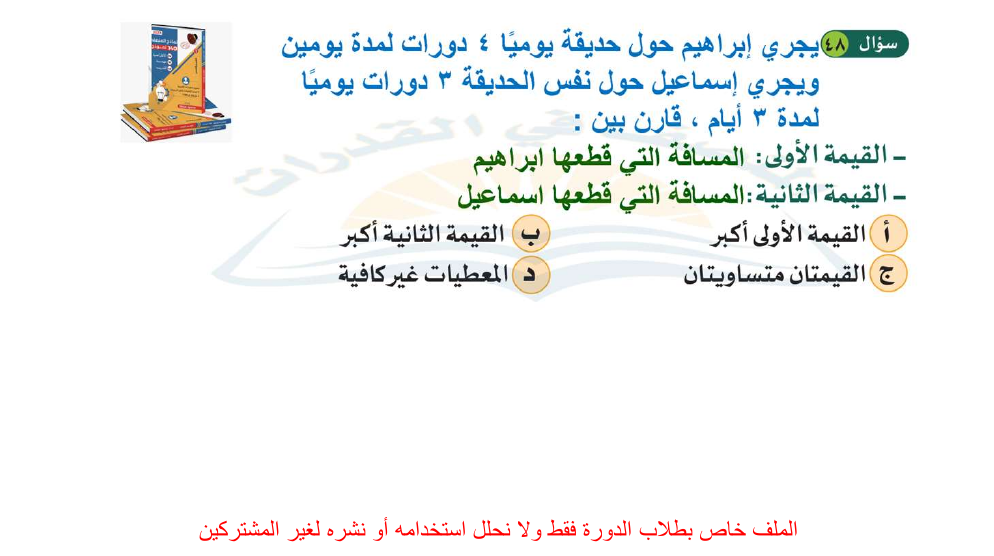 سؤال ٤٨ يجري إبراهيم حول حديقة يوميًا ٤ دورات لمدة يومين
ويجري إسماعيل حول نفس الحديقة ٣ دورات يوميًا
لمدة ٣ أيام ، قارن بين :
– القيمة الأولى: المسافة التي قطعها ابراهيم
– القيمة الثانية:المسافة التي قطعها اسماعيل
أ القيمة الأولى أكبر ب القيمة الثانية أكبر
ج القيمتان متساويتان د المعطيات غير كافية
الملف خاص بطلاب الدورة فقط ولا نحلل استخدامه أو نشره لغير المشتركين